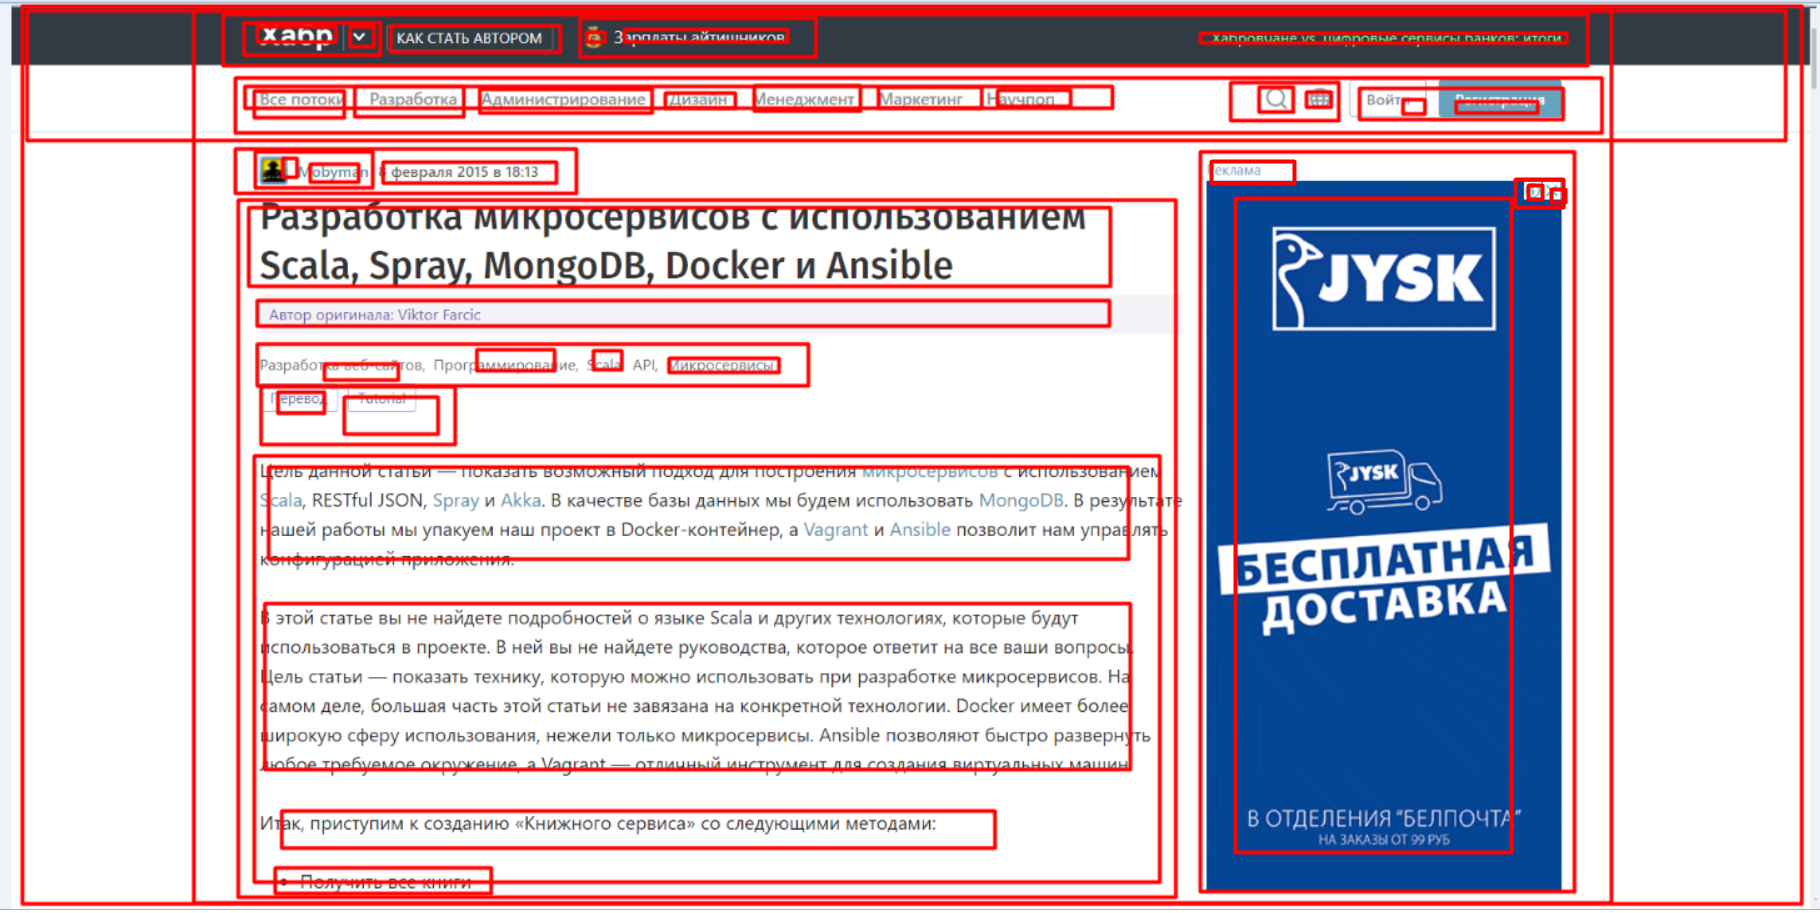 Хабр
КАК СТАТЬ АВТОРОМ
Зарплаты айтишников
Хабровчане vs. цифровые сервисы банков: итоги
Все потоки Разработка Администрирование Дизайн Менеджмент Маркетинг Научпоп
Войти
Регистрация
Mobyman 8 февраля 2015 в 18:13
Разработка микросервисов с использованием
Scala, Spray, MongoDB, Docker и Ansible
Автор оригинала: Viktor Farcic
Разработка веб-сайтов, Программирование, Scala, API, Микросервисы
Перевод Tutorial
Цель данной статьи — показать возможный подход для построения микросервисов с использованием
Scala, RESTful JSON, Spray и Akka. В качестве базы данных мы будем использовать MongoDB. В результате
нашей работы мы упакуем наш проект в Docker-контейнер, а Vagrant и Ansible позволит нам управлять
конфигурацией приложения.
В этой статье вы не найдете подробностей о языке Scala и других технологиях, которые будут
использоваться в проекте. В ней вы не найдете руководства, которое ответит на все ваши вопросы.
Цель статьи — показать технику, которую можно использовать при разработке микросервисов. На
самом деле, большая часть этой статьи не завязана на конкретной технологии. Docker имеет более
широкую сферу использования, нежели только микросервисы. Ansible позволяют быстро развернуть
любое требуемое окружение, а Vagrant — отличный инструмент для создания виртуальных машин.
Итак, приступим к созданию «Книжного сервиса» со следующими методами:
• Получить все книги
Реклама
JYSK
JYSK
БЕСПЛАТНАЯ
ДОСТАВКА
В ОТДЕЛЕНИЯ “БЕЛПОЧТА”
НА ЗАКАЗЫ ОТ 99 РУБ